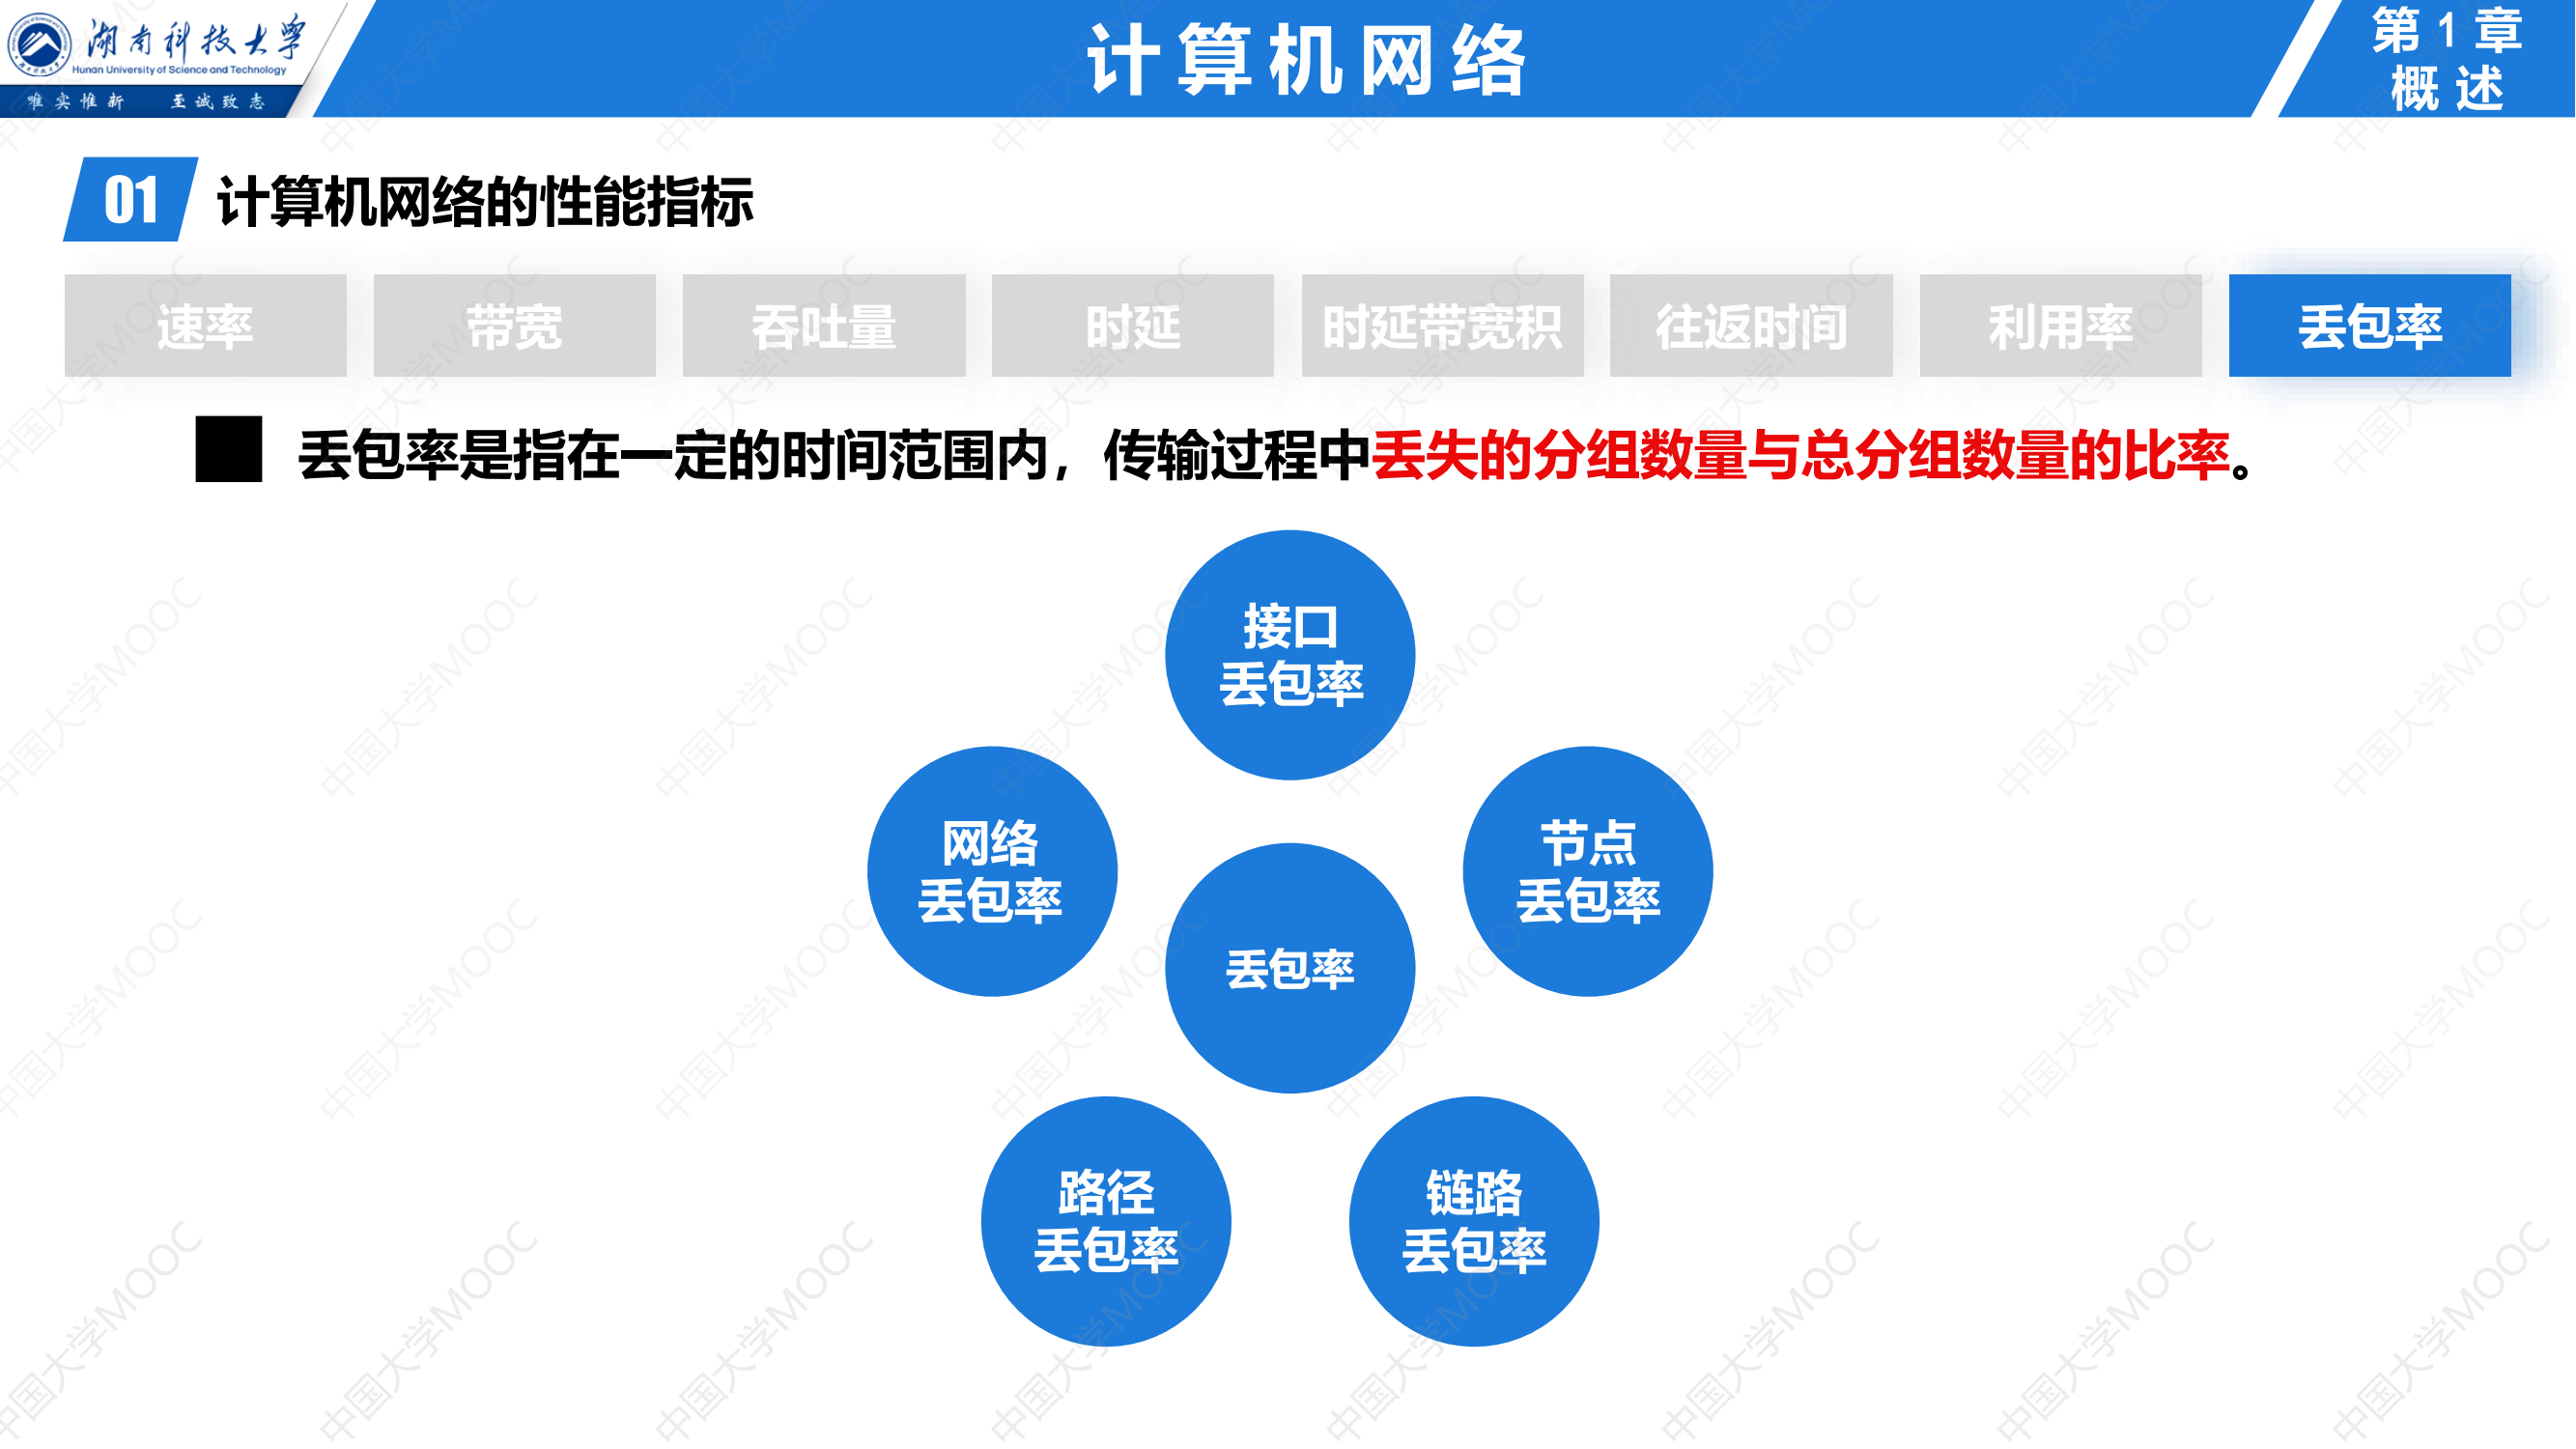 湖南科技大学
Hunan University of Science and Technology
唯实惟新 至诚致志
计算机网络
第1章
概述
01 计算机网络的性能指标
速率 带宽 吞吐量 时延 时延带宽积 往返时间 利用率 丢包率
丢包率是指在一定的时间范围内，传输过程中丢失的分组数量与总分组数量的比率。
接口
丢包率
网络
丢包率
节点
丢包率
丢包率
路径
丢包率
链路
丢包率
中国大学MOOC